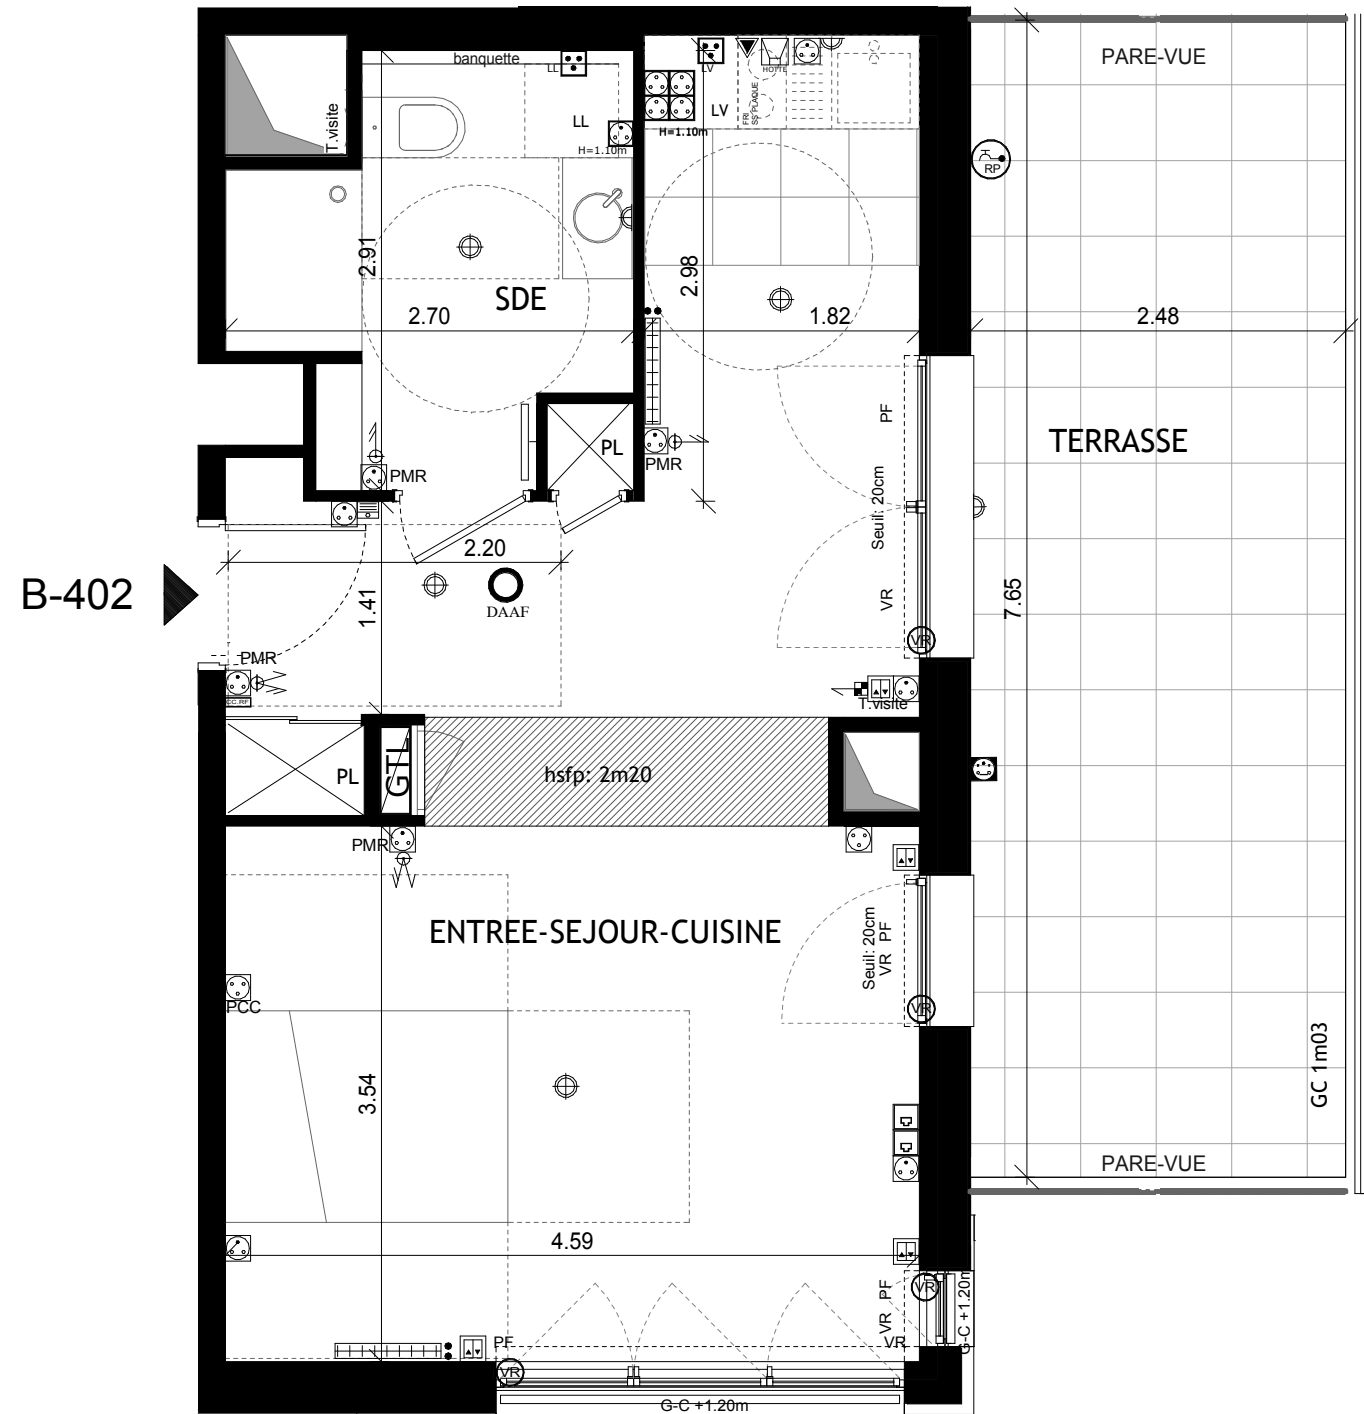 PARE-VUE
banquette
LL
LV
HOTTE
T.visite
FRI
SS PLAQUE
LL
LV
H=1.10m
H=1.10m
RP
2.91
2.98
SDE
2.70
1.82
2.48
PF
TERRASSE
PL
PMR
PMR
Seuil: 20cm
2.20
B-402
DAAF
1.41
VR
7.65
VR
PMR
CC.RF
T.visite
PL
GTL
hsfp: 2m20
PMR
ENTREE-SEJOUR-CUISINE
Seuil: 20cm
VR PF
PCC
VR
3.54
GC 1m03
PARE-VUE
4.59
VR PF
VR
G-C +1.20m
PF
VR
VR
G-C +1.20m